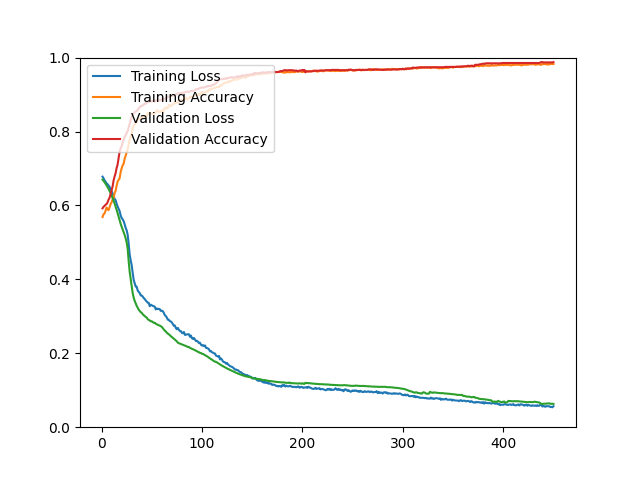 1.0
0.8
0.6
0.4
0.2
0.0
Training Loss
Training Accuracy
Validation Loss
Validation Accuracy
0 100 200 300 400